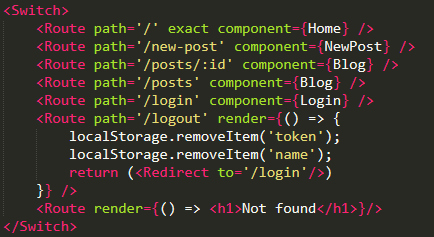 <Switch>
    <Route path='/' exact component={Home} />
    <Route path='/new-post' component={NewPost} />
    <Route path='/posts/:id' component={Blog} />
    <Route path='/posts' component={Blog} />
    <Route path='/login' component={Login} />
    <Route path='/logout' render={() => {
        localStorage.removeItem('token');
        localStorage.removeItem('name');
        return (<Redirect to='/login'/>)
    }} />
    <Route render={() => <h1>Not found</h1>}/>
</Switch>